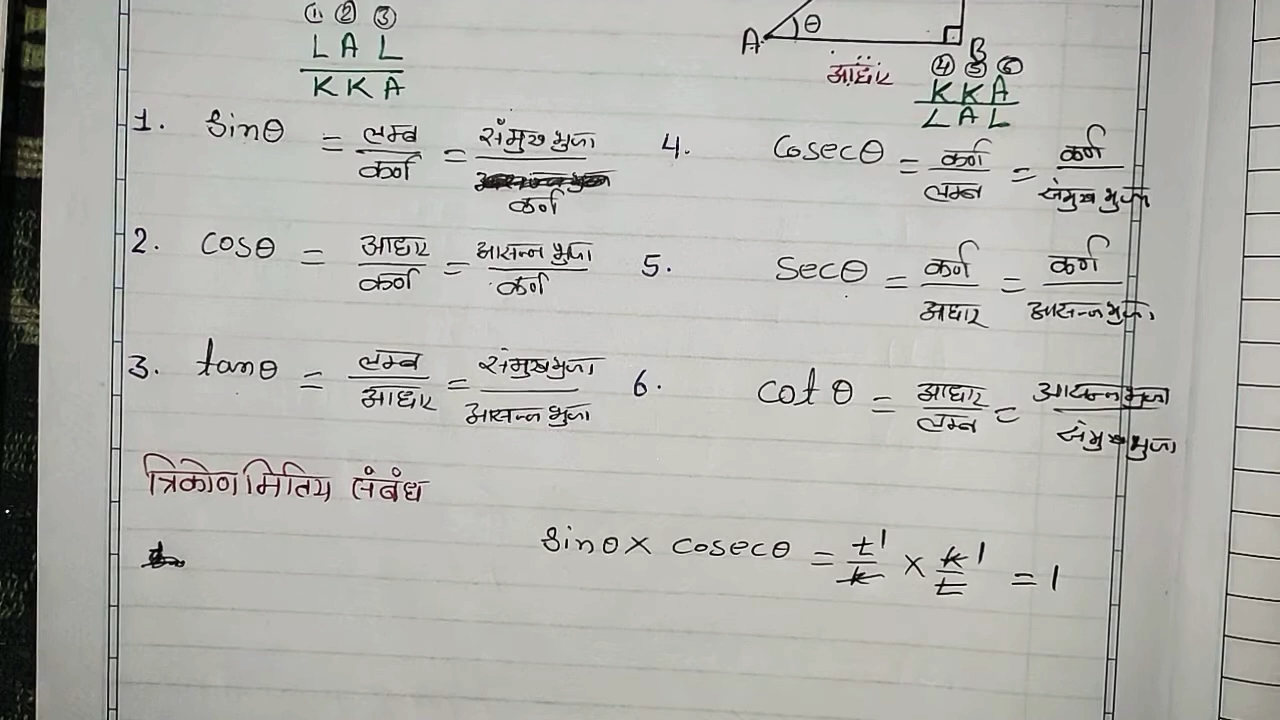 ① ② ③
L A L
K K A
A θ B
आधार
④ ⑤ ⑥
K K A
L A L
1. sinθ = लम्ब/कर्ण = संमुख भुजा/कर्ण
4. cosecθ = कर्ण/लम्ब = कर्ण/संमुख भुजा
2. cosθ = आधार/कर्ण = आसन्न भुजा/कर्ण
5. secθ = कर्ण/आधार = कर्ण/आसन्न भुजा
3. tanθ = लम्ब/आधार = संमुख भुजा/आसन्न भुजा
6. cot θ = आधार/लम्ब = आसन्न भुजा/संमुख भुजा
त्रिकोणमितिय संबंध
sinθ × cosecθ = t¹/k × k¹/t = 1